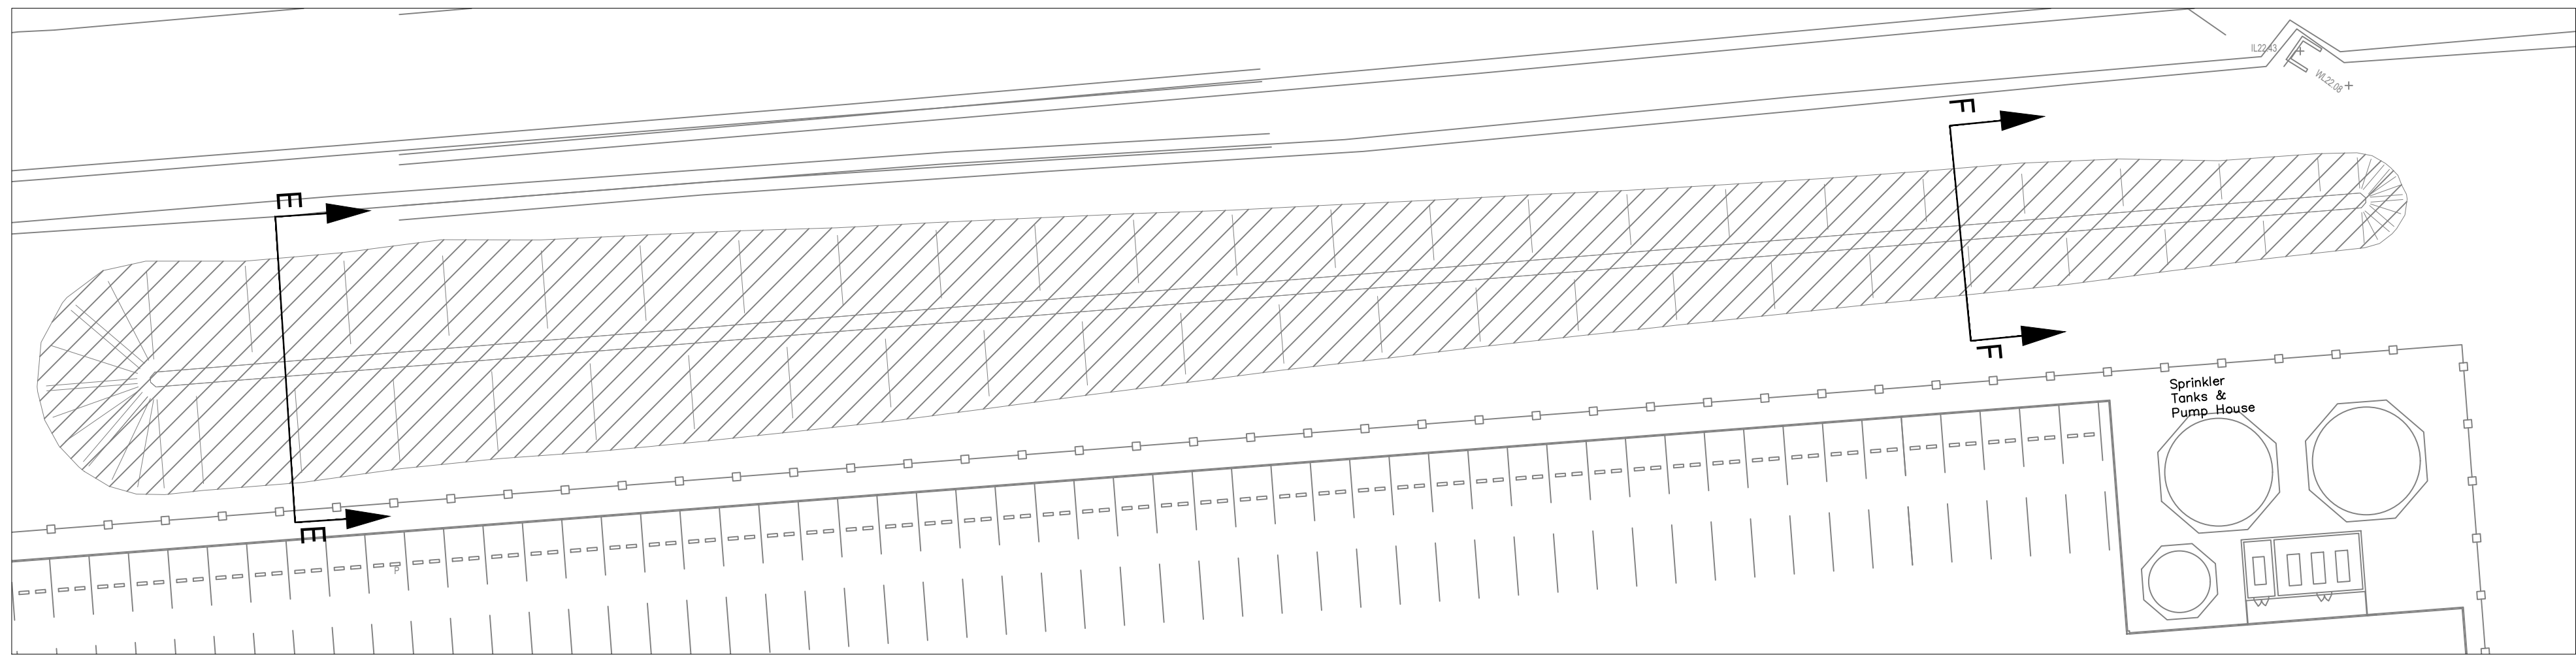 IL22.43
WL22.08
F
E
F
Sprinkler
Tanks &
Pump House
E
P